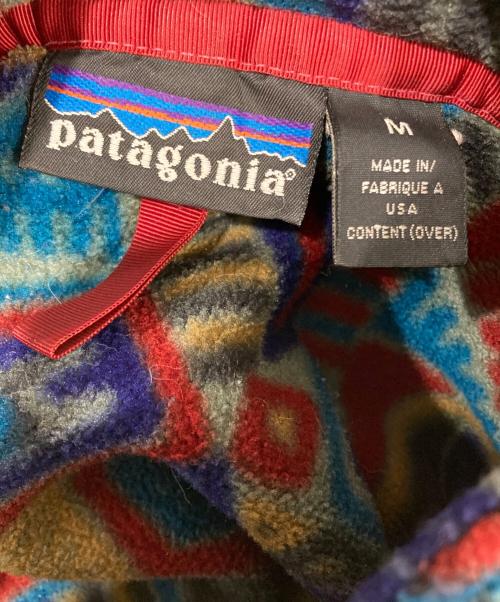 patagonia®
M
MADE IN/
FABRIQUE A
USA
CONTENT (OVER)